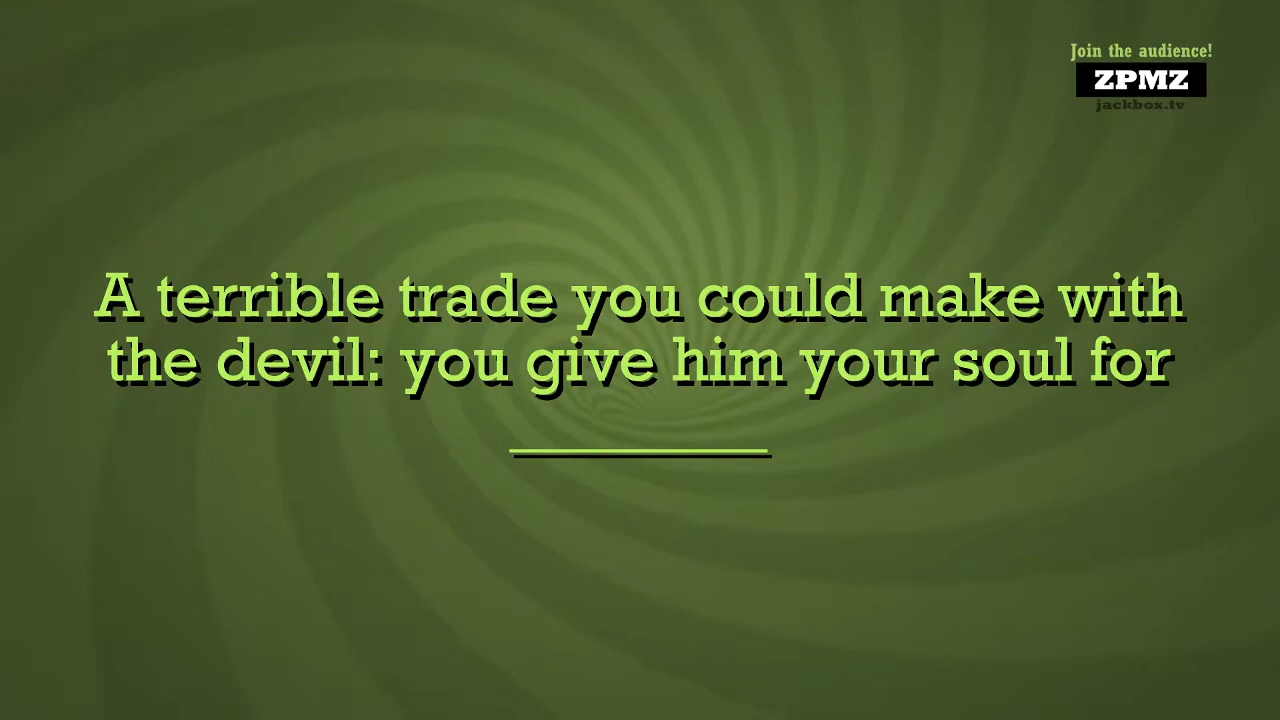 Join the audience!
ZPMZ
jackbox.tv
A terrible trade you could make with
the devil: you give him your soul for